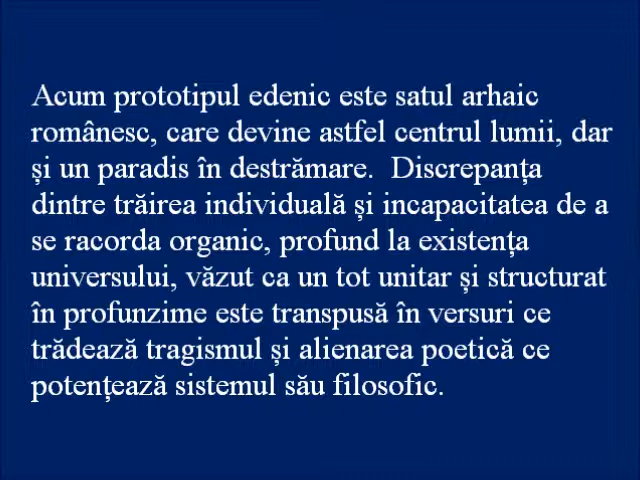 Acum prototipul edenic este satul arhaic
românesc, care devine astfel centrul lumii, dar
și un paradis în destrămare.  Discrepanța
dintre trăirea individuală și incapacitatea de a
se racorda organic, profund la existența
universului, văzut ca un tot unitar și structurat
în profunzime este transpusă în versuri ce
trădează tragismul și alienarea poetică ce
potențează sistemul său filosofic.